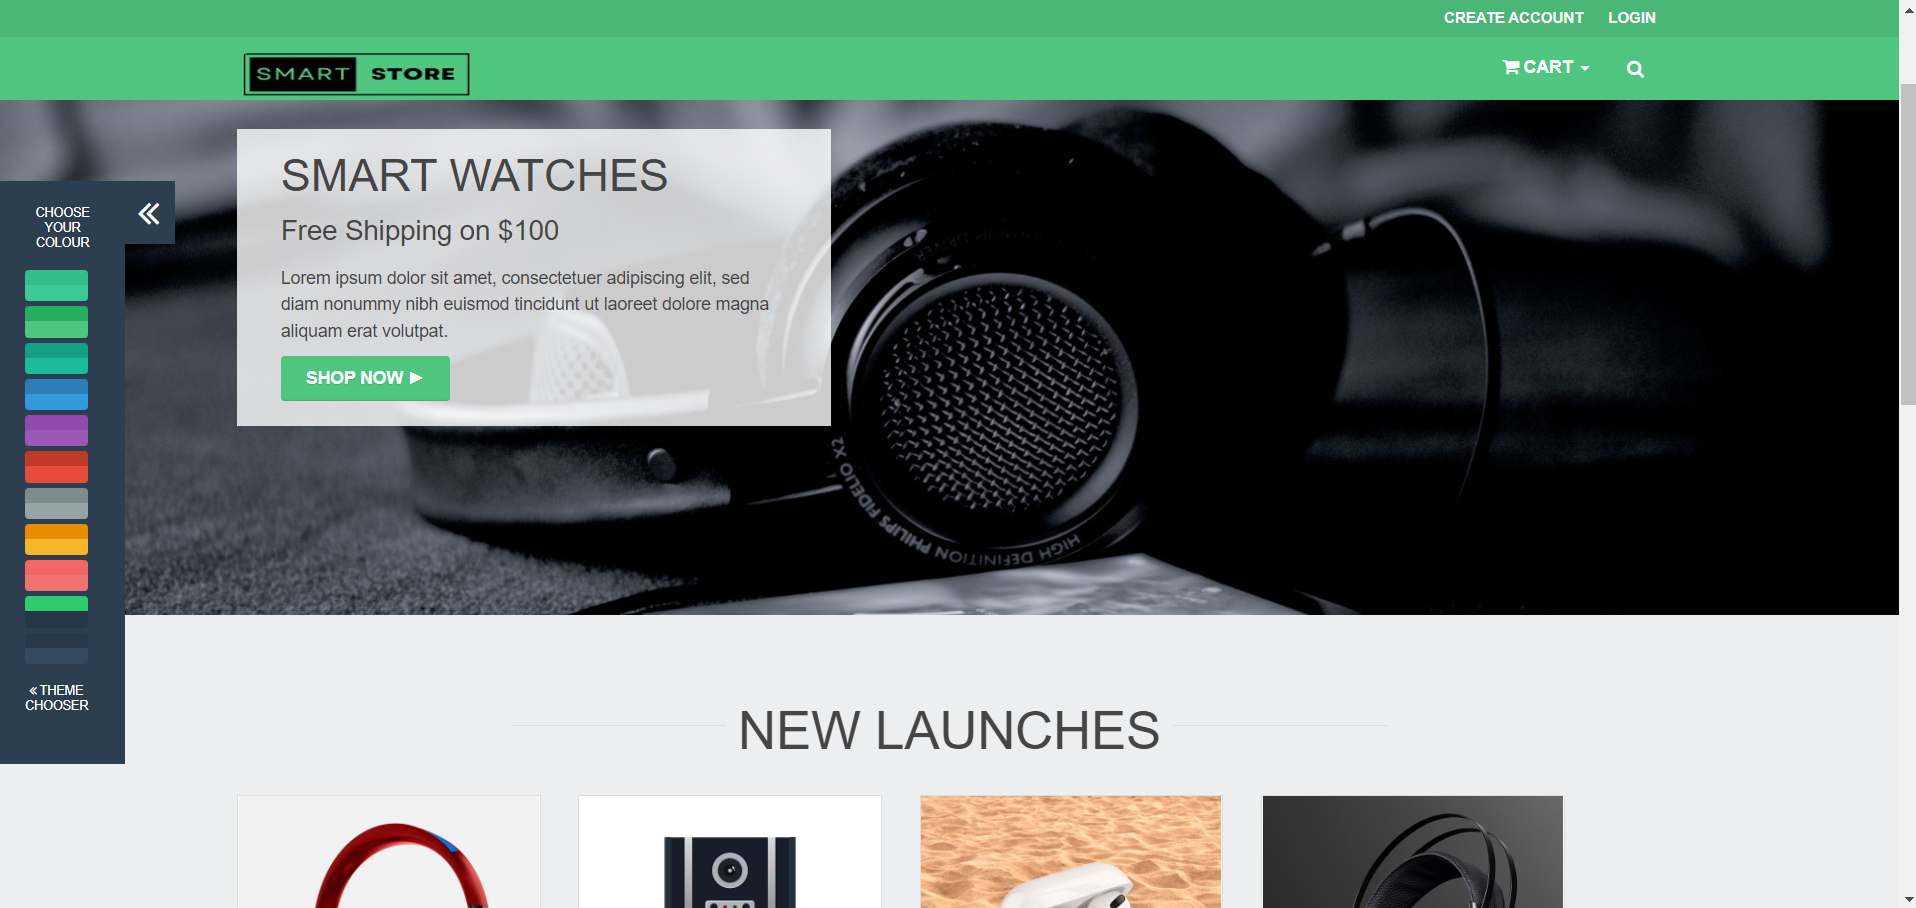 CREATE ACCOUNT LOGIN
SMART STORE
CART
SMART WATCHES
Free Shipping on $100
Lorem ipsum dolor sit amet, consectetuer adipiscing elit, sed
diam nonummy nibh euismod tincidunt ut laoreet dolore magna
aliquam erat volutpat.
SHOP NOW ►
CHOOSE
YOUR
COLOUR
« THEME
CHOOSER
HIGH DEFINITION PHILIPS FIDELIO X2
NEW LAUNCHES